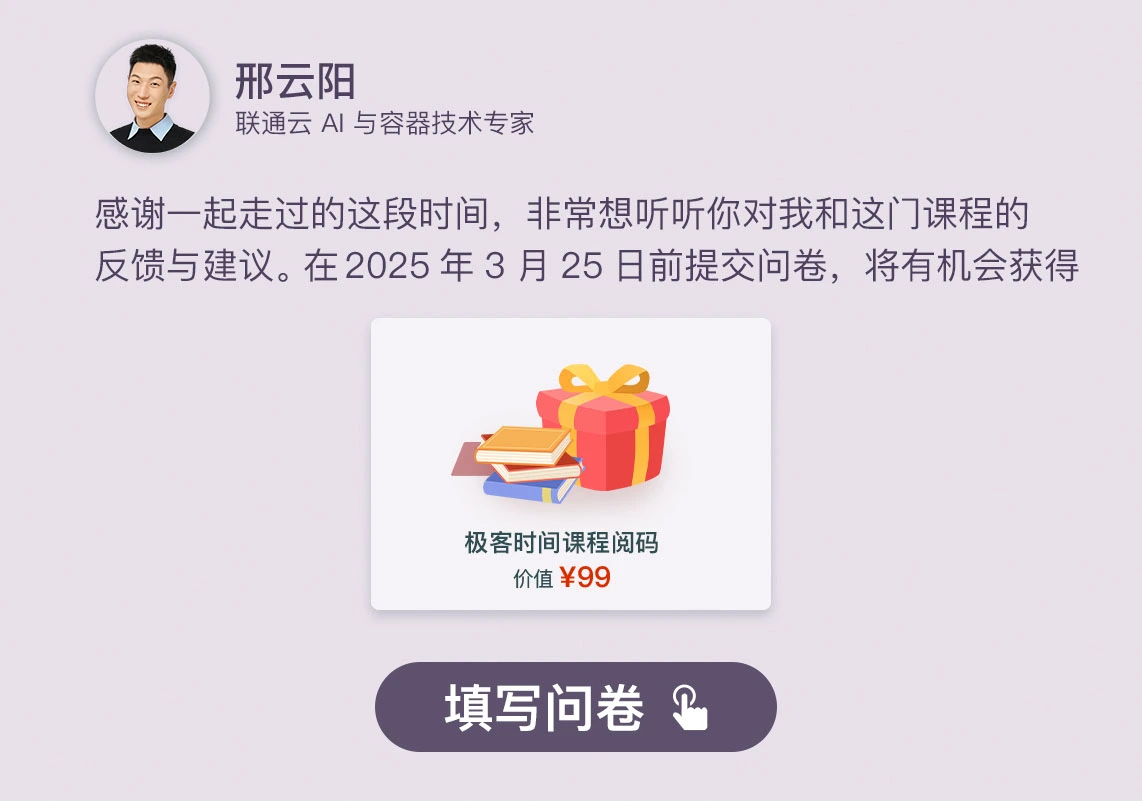 邢云阳
联通云 AI 与容器技术专家
感谢一起走过的这段时间，非常想听听你对我和这门课程的
反馈与建议。在 2025 年 3 月 25 日前提交问卷，将有机会获得
极客时间课程阅码
价值 ¥99
填写问卷